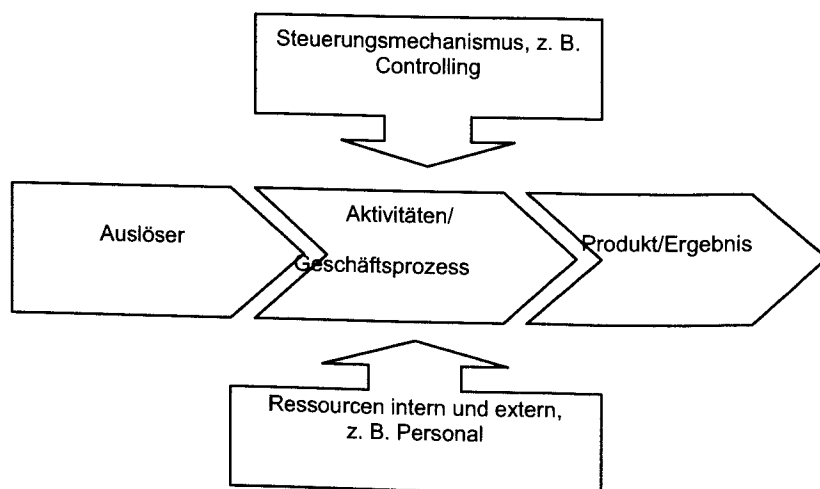 Steuerungsmechanismus, z. B.
Controlling
Auslöser
Aktivitäten/
Geschäftsprozess
Produkt/Ergebnis
Ressourcen intern und extern,
z. B. Personal